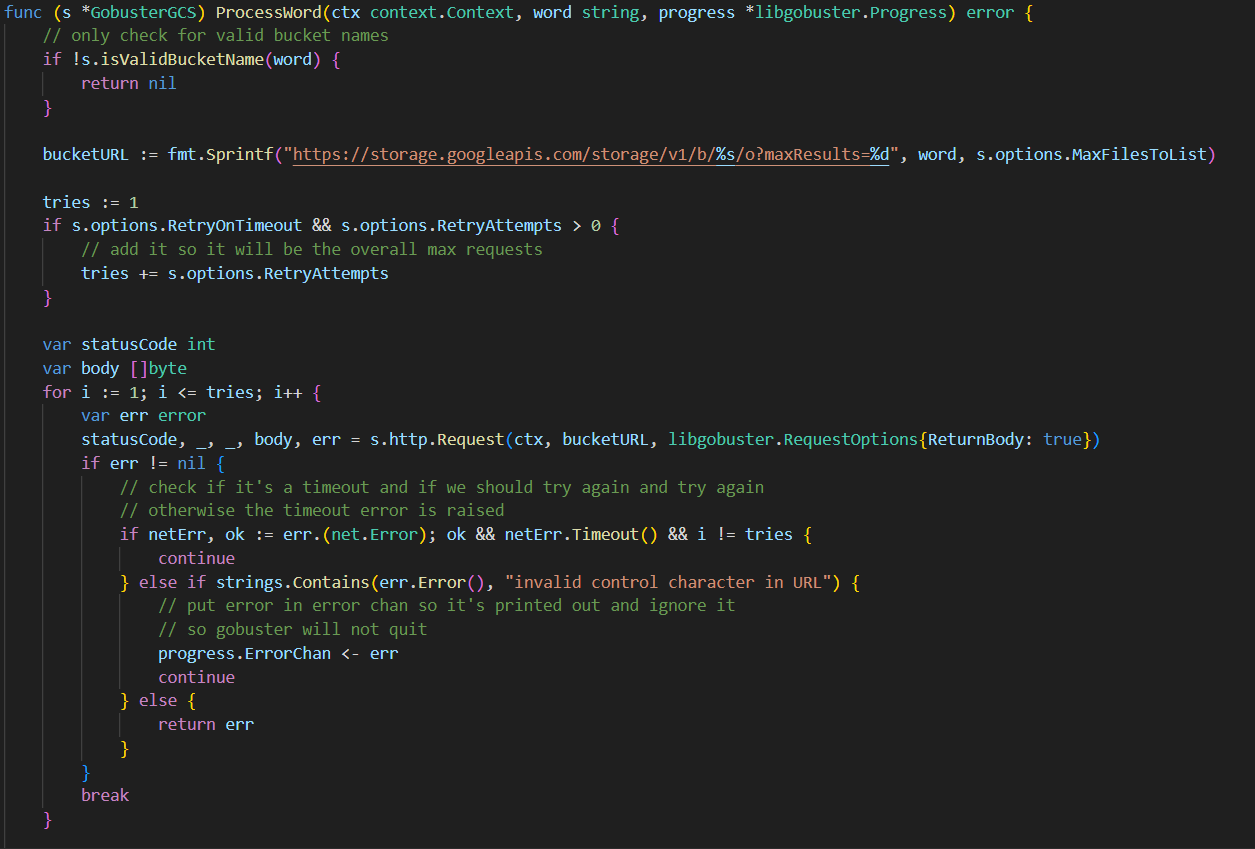 func (s *GobusterGCS) ProcessWord(ctx context.Context, word string, progress *libgobuster.Progress) error {
    // only check for valid bucket names
    if !s.isValidBucketName(word) {
        return nil
    }

    bucketURL := fmt.Sprintf("https://storage.googleapis.com/storage/v1/b/%s/o?maxResults=%d", word, s.options.MaxFilesToList)

    tries := 1
    if s.options.RetryOnTimeout && s.options.RetryAttempts > 0 {
        // add it so it will be the overall max requests
        tries += s.options.RetryAttempts
    }

    var statusCode int
    var body []byte
    for i := 1; i <= tries; i++ {
        var err error
        statusCode, _, _, body, err = s.http.Request(ctx, bucketURL, libgobuster.RequestOptions{ReturnBody: true})
        if err != nil {
            // check if it's a timeout and if we should try again and try again
            // otherwise the timeout error is raised
            if netErr, ok := err.(net.Error); ok && netErr.Timeout() && i != tries {
                continue
            } else if strings.Contains(err.Error(), "invalid control character in URL") {
                // put error in error chan so it's printed out and ignore it
                // so gobuster will not quit
                progress.ErrorChan <- err
                continue
            } else {
                return err
            }
        }
        break
    }